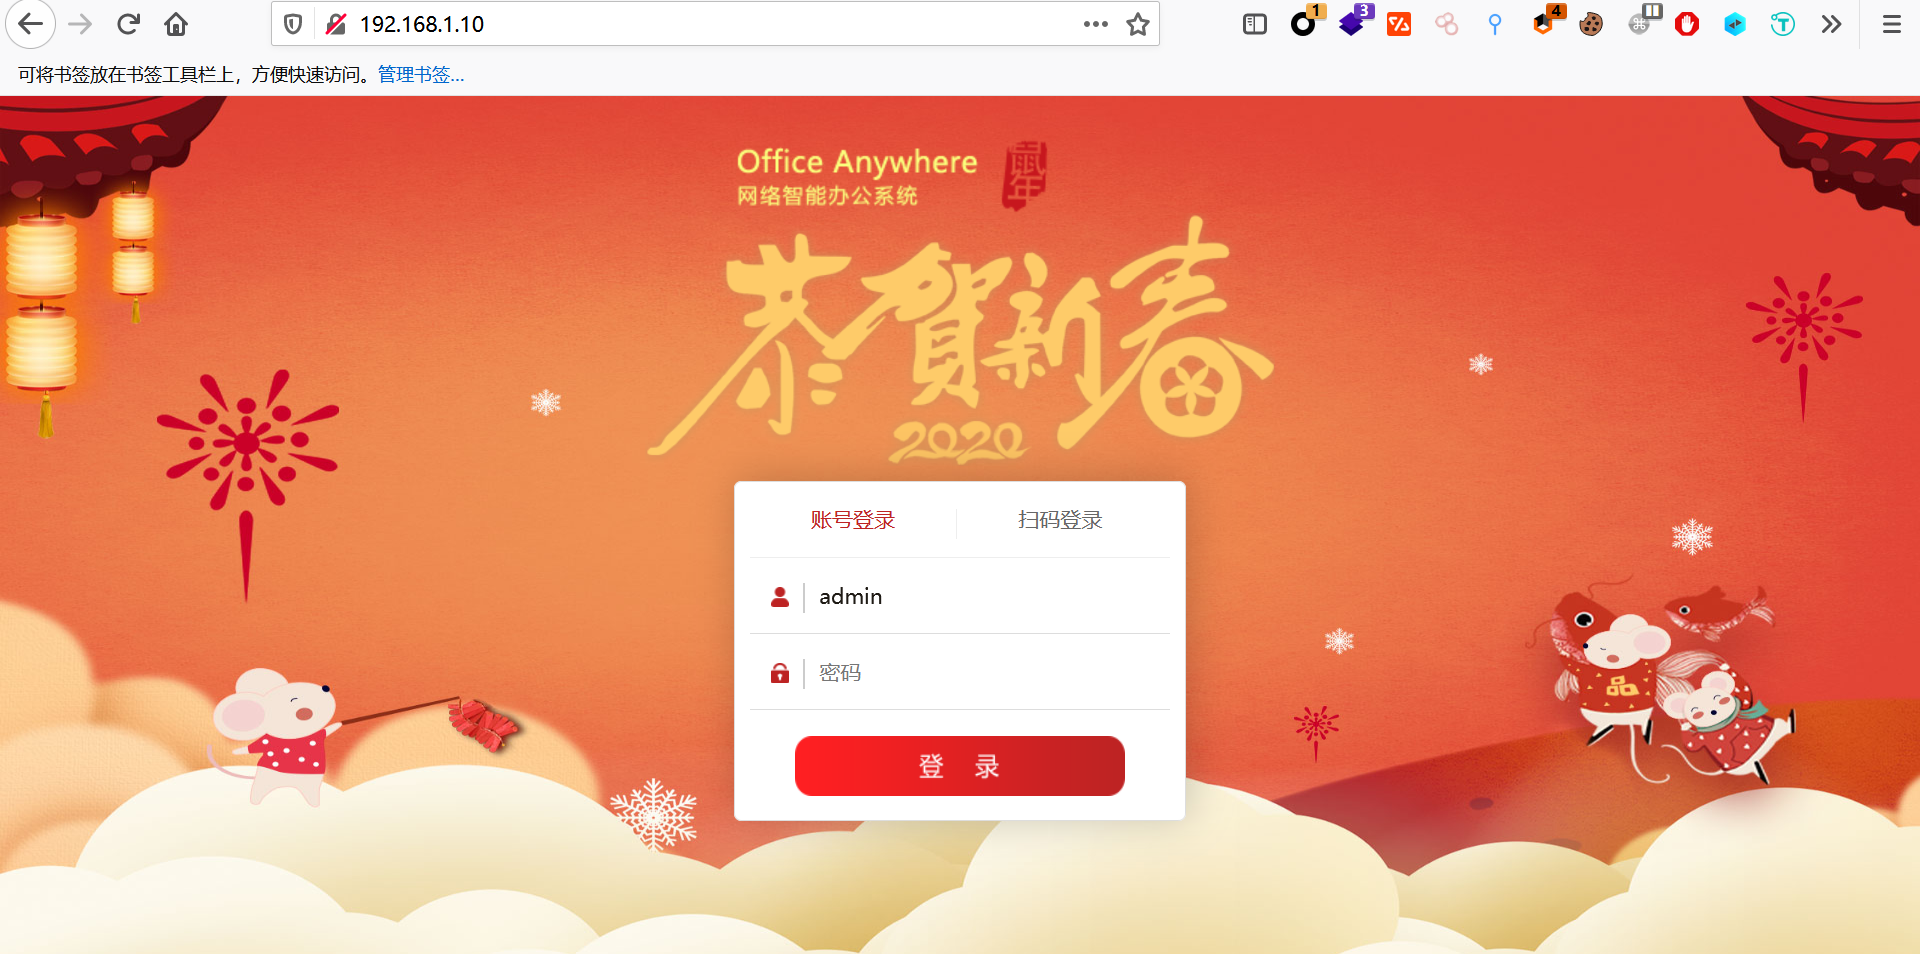 192.168.1.10
1
3
4
可将书签放在书签工具栏上，方便快速访问。管理书签...
Office Anywhere
网络智能办公系统
鼠年
恭賀新春
2020
账号登录
扫码登录
admin
密码
登 录
品